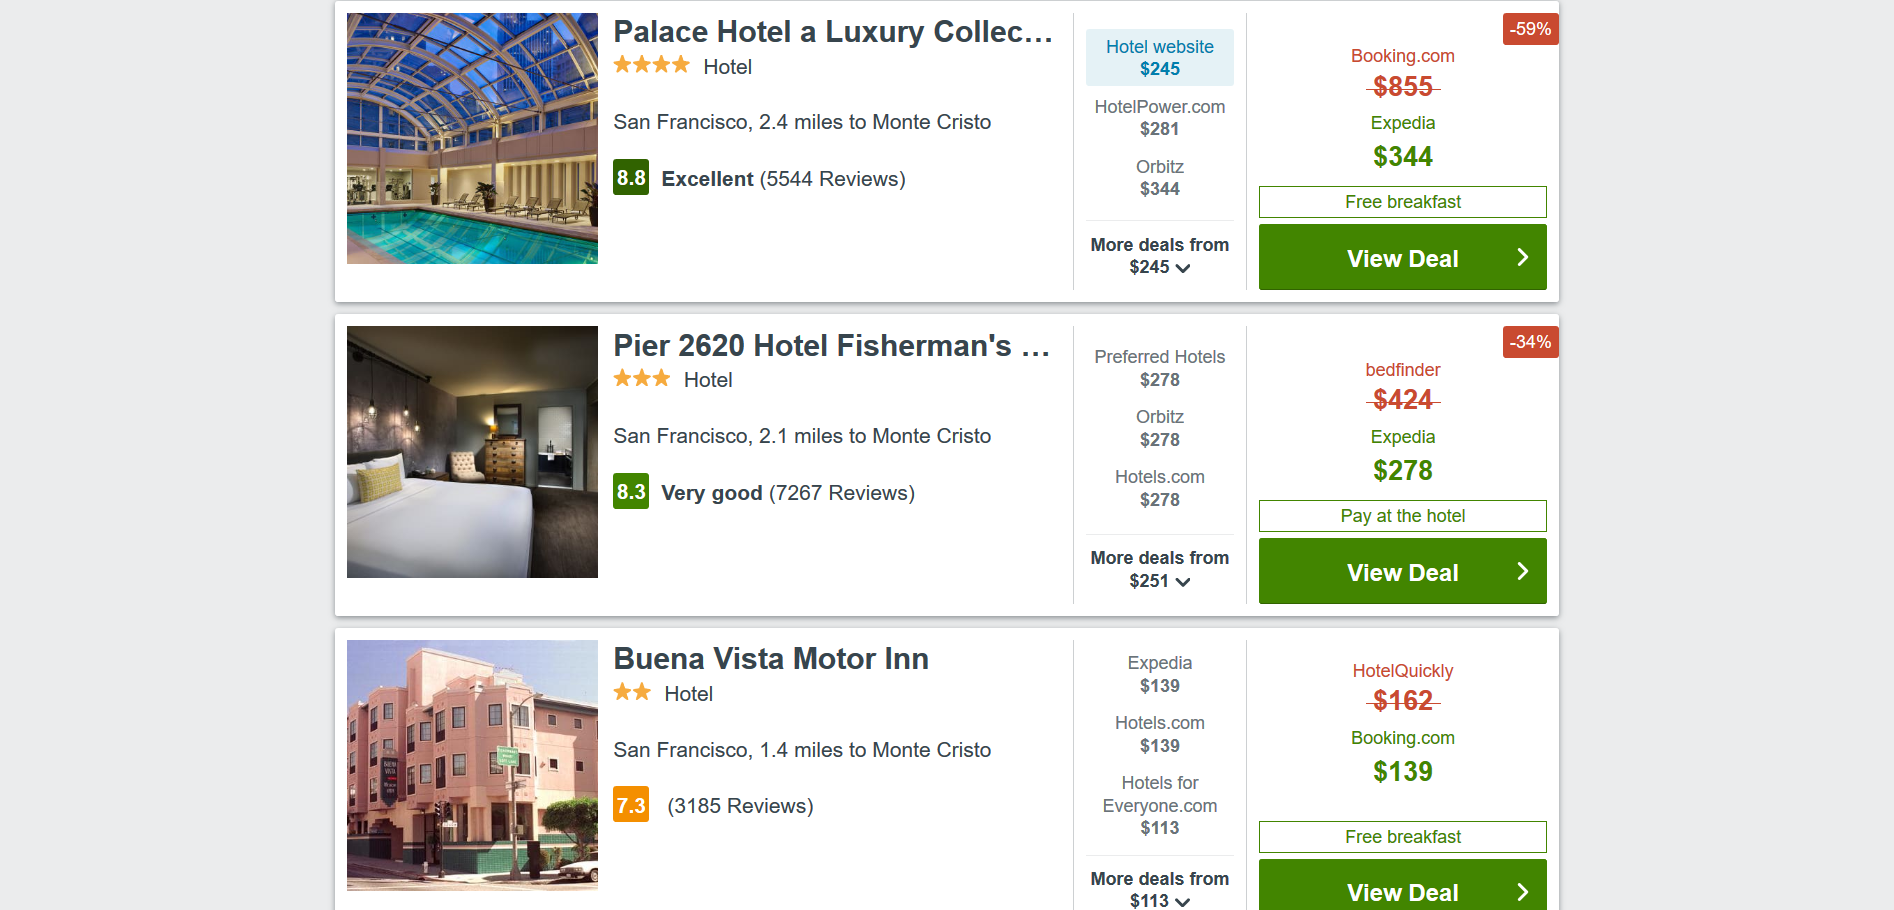 Palace Hotel a Luxury Collec...
Hotel
San Francisco, 2.4 miles to Monte Cristo
8.8 Excellent (5544 Reviews)
Hotel website
$245
HotelPower.com
$281
Orbitz
$344
More deals from
$245
-59%
Booking.com
$855
Expedia
$344
Free breakfast
View Deal
Pier 2620 Hotel Fisherman's ...
Hotel
San Francisco, 2.1 miles to Monte Cristo
8.3 Very good (7267 Reviews)
Preferred Hotels
$278
Orbitz
$278
Hotels.com
$278
More deals from
$251
-34%
bedfinder
$424
Expedia
$278
Pay at the hotel
View Deal
BUENA
VISTA
Buena Vista Motor Inn
Hotel
San Francisco, 1.4 miles to Monte Cristo
7.3 (3185 Reviews)
Expedia
$139
Hotels.com
$139
Hotels for
Everyone.com
$113
More deals from
$113
HotelQuickly
$162
Booking.com
$139
Free breakfast
View Deal